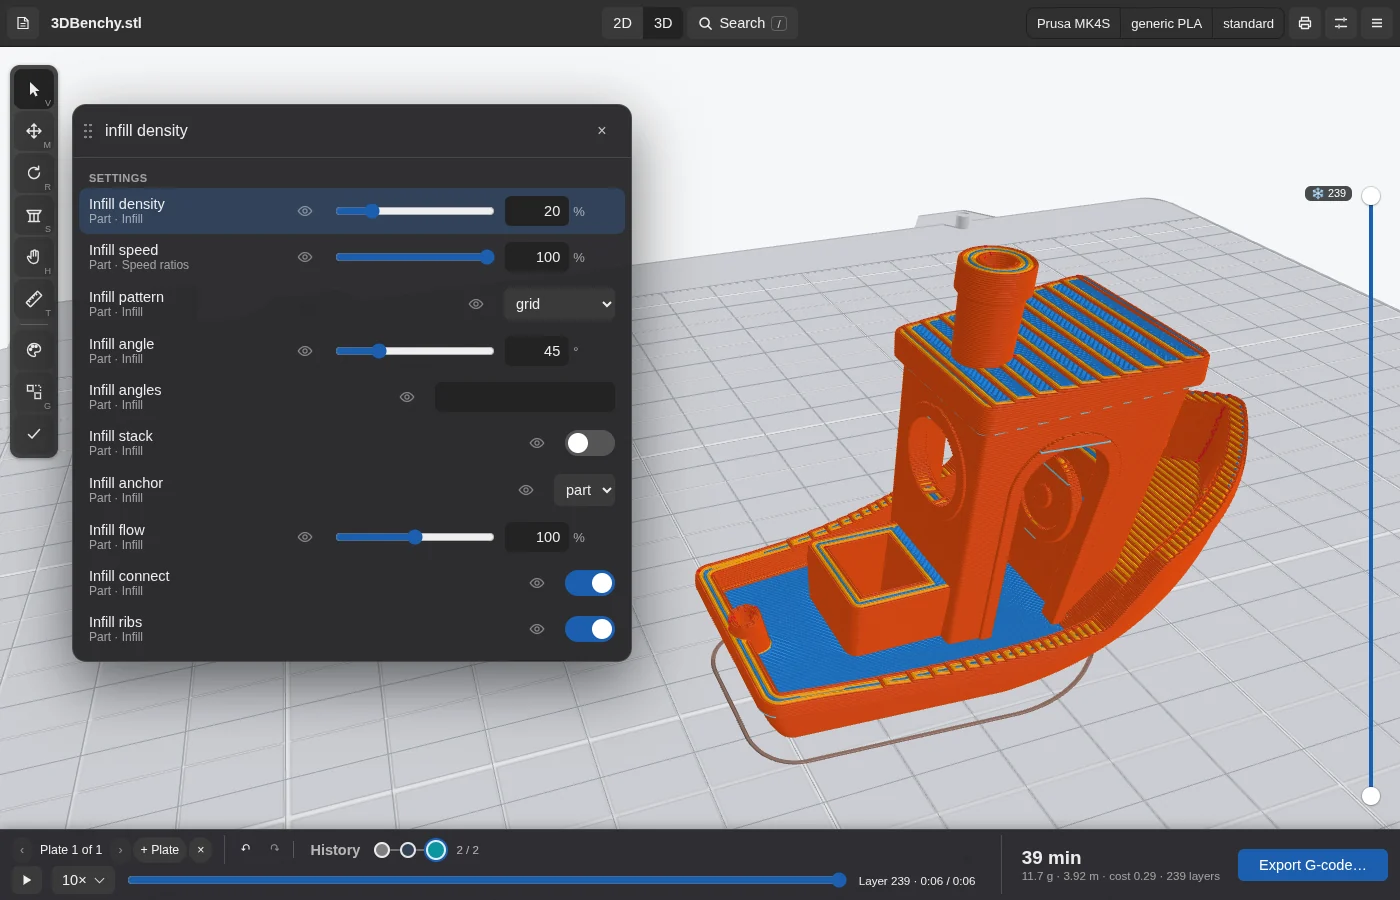 3DBenchy.stl
2D
3D
Search /
Prusa MK4S
generic PLA
standard
V
M
R
S
H
T
G
infill density
×
SETTINGS
Infill density
Part · Infill
20 %
Infill speed
Part · Speed ratios
100 %
Infill pattern
Part · Infill
grid
Infill angle
Part · Infill
45 °
Infill angles
Part · Infill
Infill stack
Part · Infill
Infill anchor
Part · Infill
part
Infill flow
Part · Infill
100 %
Infill connect
Part · Infill
Infill ribs
Part · Infill
239
‹ Plate 1 of 1 › + Plate ×
History
2 / 2
10×
Layer 239 · 0:06 / 0:06
39 min
11.7 g · 3.92 m · cost 0.29 · 239 layers
Export G-code…